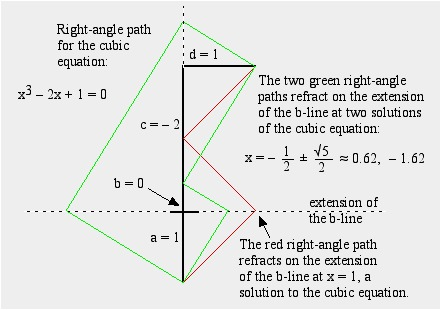 Right-angle path
for the cubic
equation:
x³ – 2x + 1 = 0
d = 1
c = – 2
b = 0
a = 1
The two green right-angle
paths refract on the extension
of the b-line at two solutions
of the cubic equation:
x = – 1/2 ± √5/2 ≈ 0.62, – 1.62
extension of
the b-line
The red right-angle path
refracts on the extension
of the b-line at x = 1, a
solution to the cubic equation.